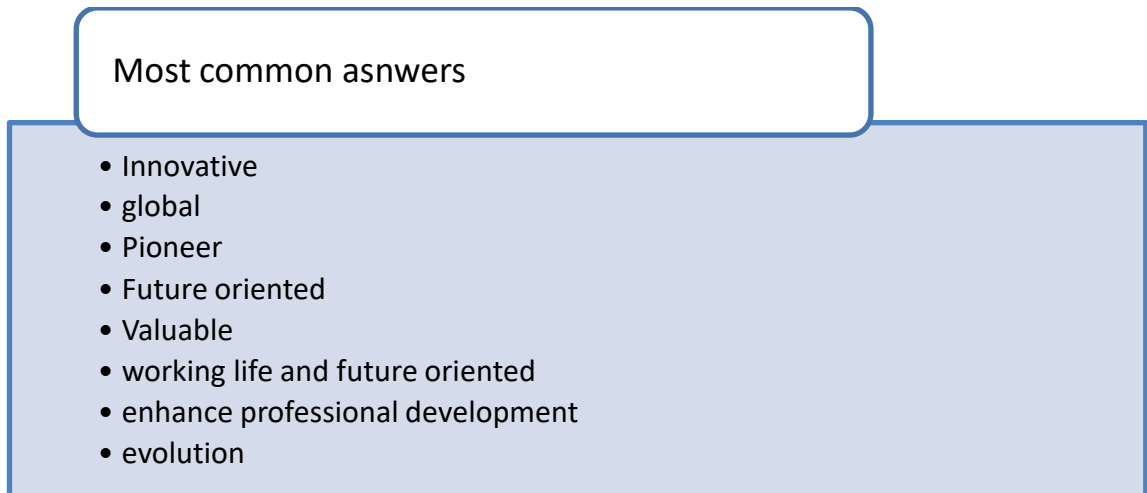 Most common asnwers
• Innovative
• global
• Pioneer
• Future oriented
• Valuable
• working life and future oriented
• enhance professional development
• evolution